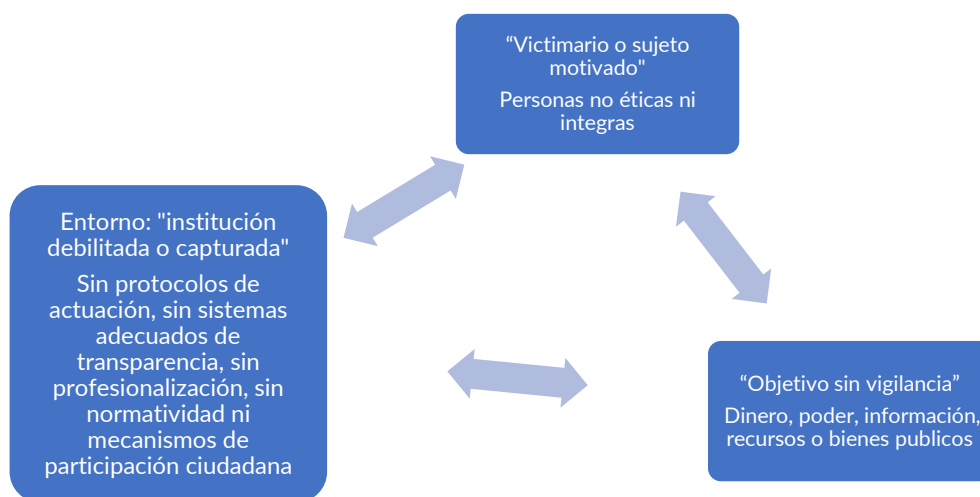 “Victimario o sujeto
motivado"
Personas no éticas ni
integras
Entorno: "institución
debilitada o capturada"
Sin protocolos de
actuación, sin sistemas
adecuados de
transparencia, sin
profesionalización, sin
normatividad ni
mecanismos de
participación ciudadana
“Objetivo sin vigilancia”
Dinero, poder, información,
recursos o bienes publicos